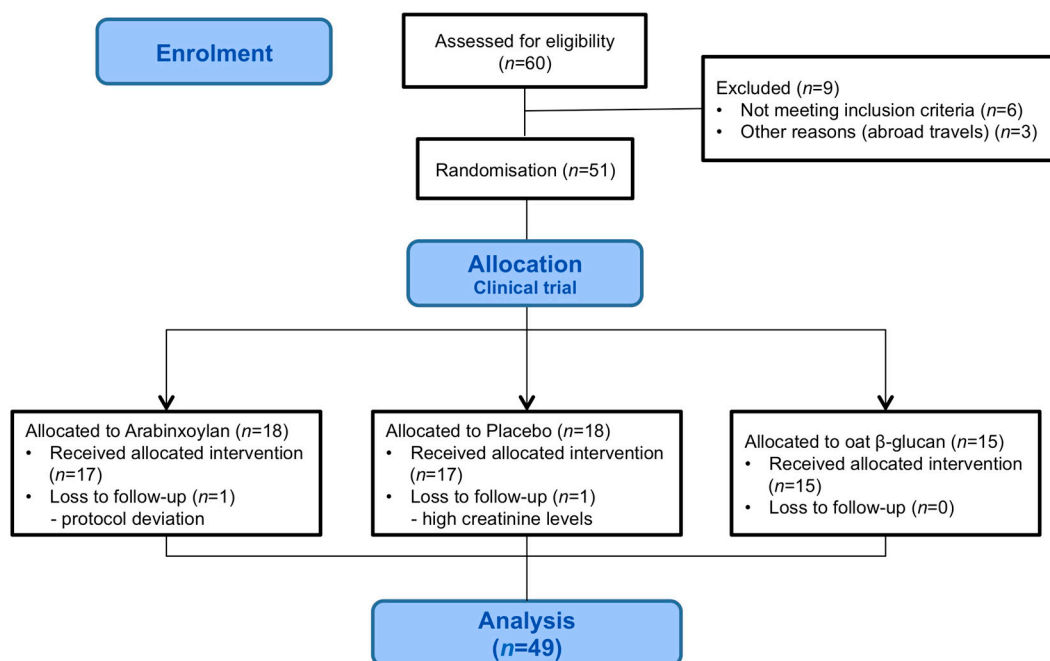 Enrolment
Assessed for eligibility
(n=60)
Excluded (n=9)
• Not meeting inclusion criteria (n=6)
• Other reasons (abroad travels) (n=3)
Randomisation (n=51)
Allocation
Clinical trial
Allocated to Arabinxoylan (n=18)
• Received allocated intervention
(n=17)
• Loss to follow-up (n=1)
- protocol deviation
Allocated to Placebo (n=18)
• Received allocated intervention
(n=17)
• Loss to follow-up (n=1)
- high creatinine levels
Allocated to oat β-glucan (n=15)
• Received allocated intervention
(n=15)
• Loss to follow-up (n=0)
Analysis
(n=49)